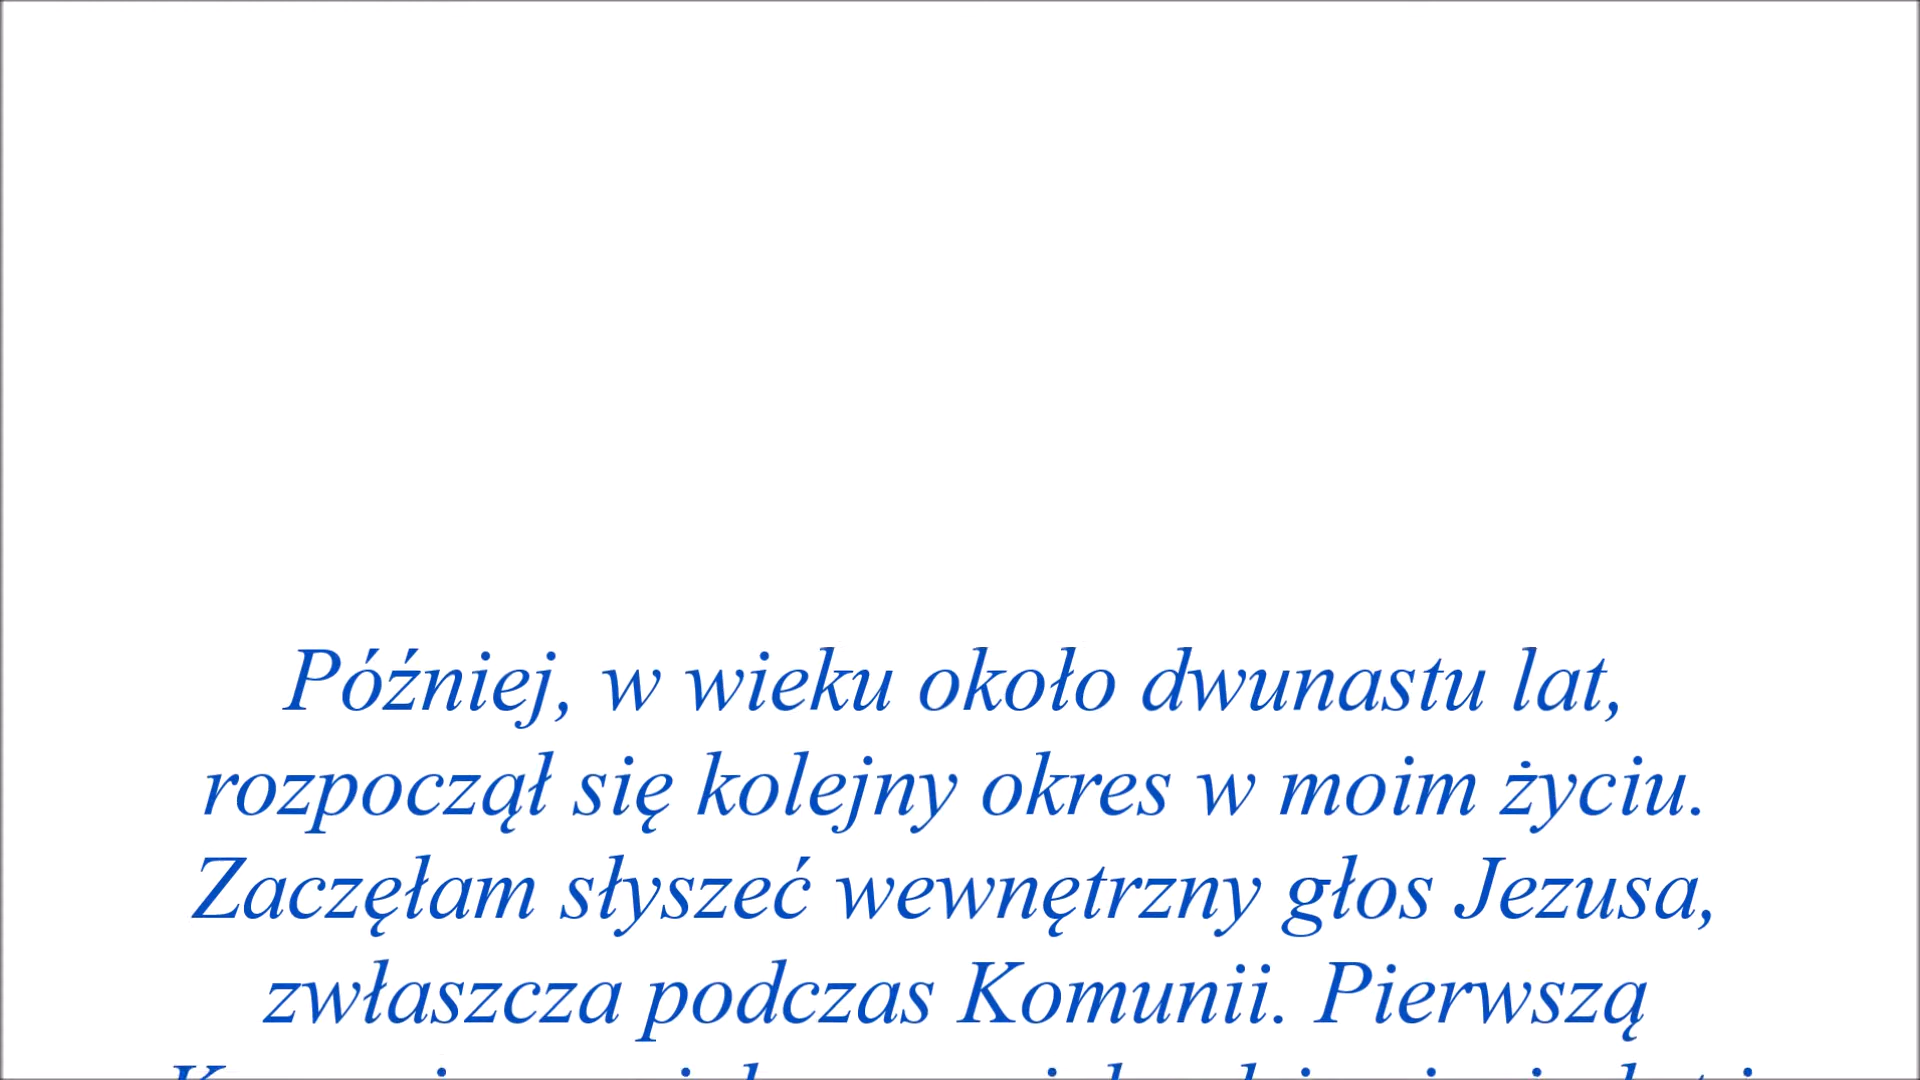 Później, w wieku około dwunastu lat,
rozpoczął się kolejny okres w moim życiu.
Zaczęłam słyszeć wewnętrzny głos Jezusa,
zwłaszcza podczas Komunii. Pierwszą